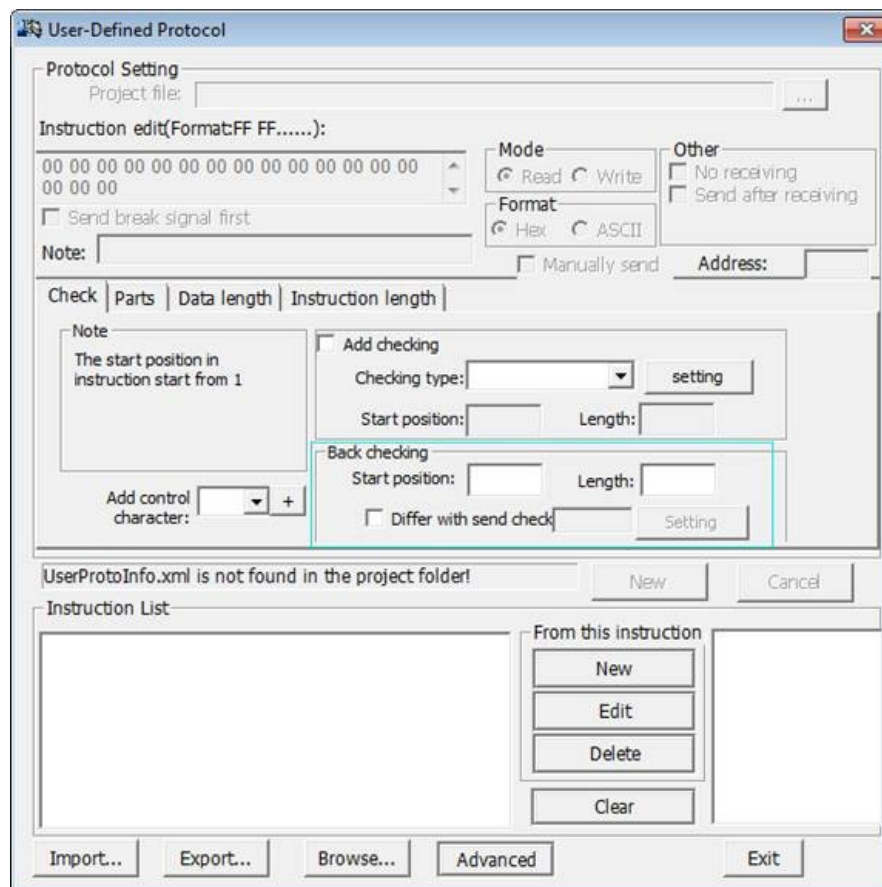 User-Defined Protocol
Protocol Setting
Project file:
...
Instruction edit(Format:FF FF......):
00 00 00 00 00 00 00 00 00 00 00 00 00 00
00 00 00
Send break signal first
Note:
Mode
Read Write
Format
Hex ASCII
Other
No receiving
Send after receiving
Manually send
Address:
Check Parts Data length Instruction length
Note
The start position in
instruction start from 1
Add control
character:
+
Add checking
Checking type:
setting
Start position:
Length:
Back checking
Start position:
Length:
Differ with send check
Setting
UserProtoInfo.xml is not found in the project folder!
New
Cancel
Instruction List
From this instruction
New
Edit
Delete
Clear
Import...
Export...
Browse...
Advanced
Exit